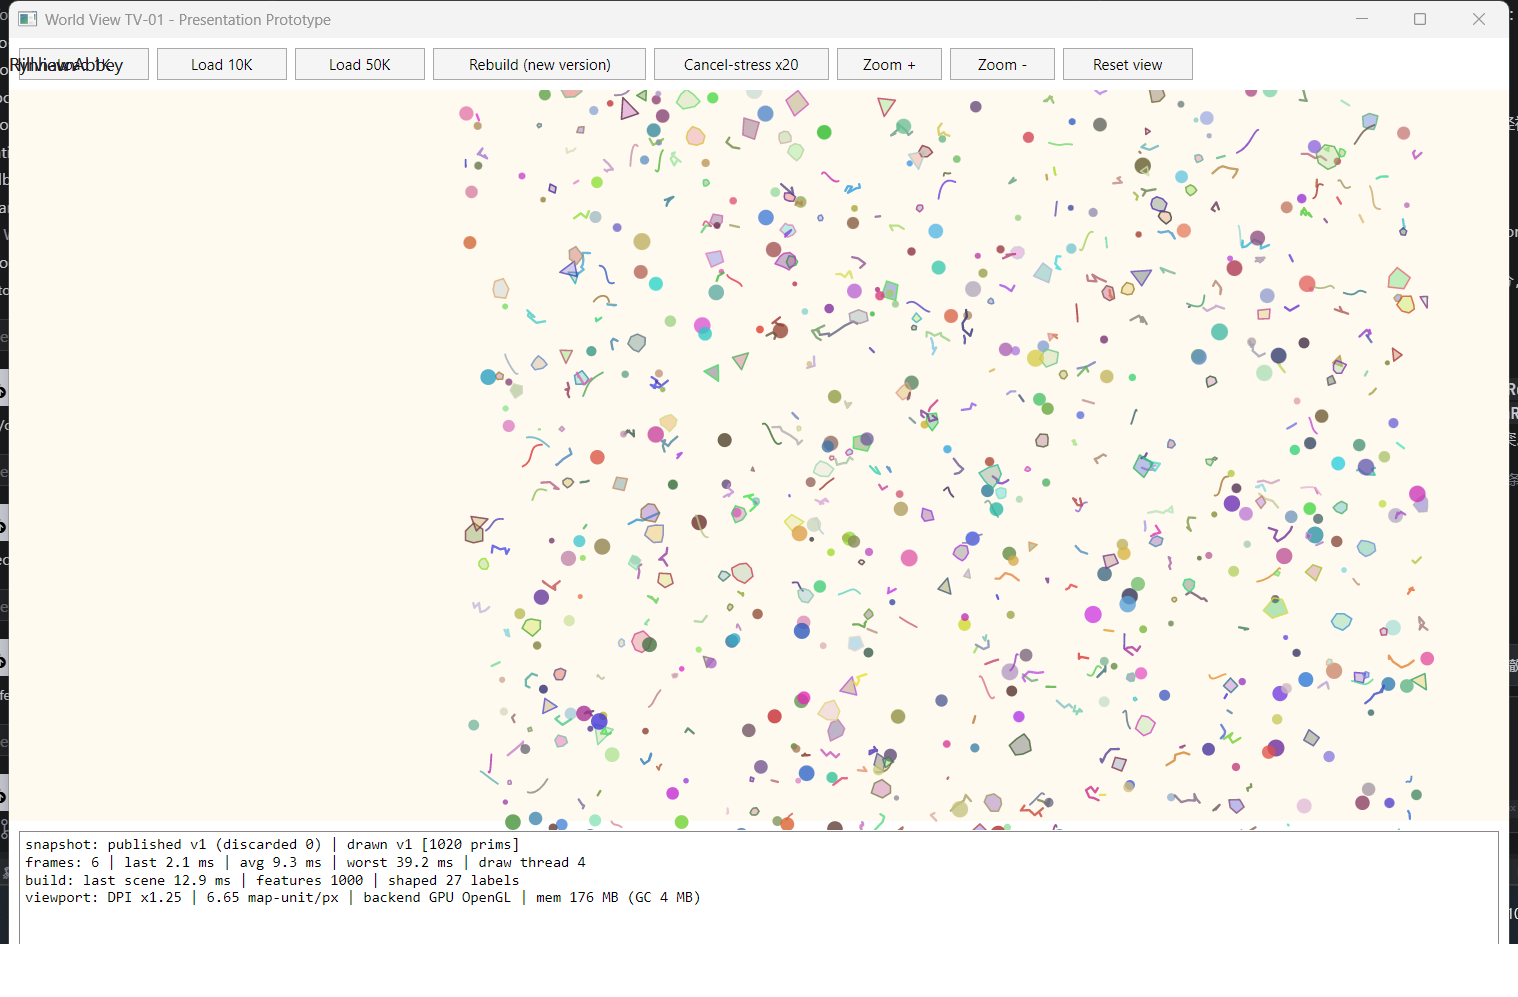 World View TV-01 - Presentation Prototype
Load 10K
Load 50K
Rebuild (new version)
Cancel-stress x20
Zoom +
Zoom -
Reset view
snapshot: published v1 (discarded 0) | drawn v1 [1020 prims]
frames: 6 | last 2.1 ms | avg 9.3 ms | worst 39.2 ms | draw thread 4
build: last scene 12.9 ms | features 1000 | shaped 27 labels
viewport: DPI x1.25 | 6.65 map-unit/px | backend GPU OpenGL | mem 176 MB (GC 4 MB)